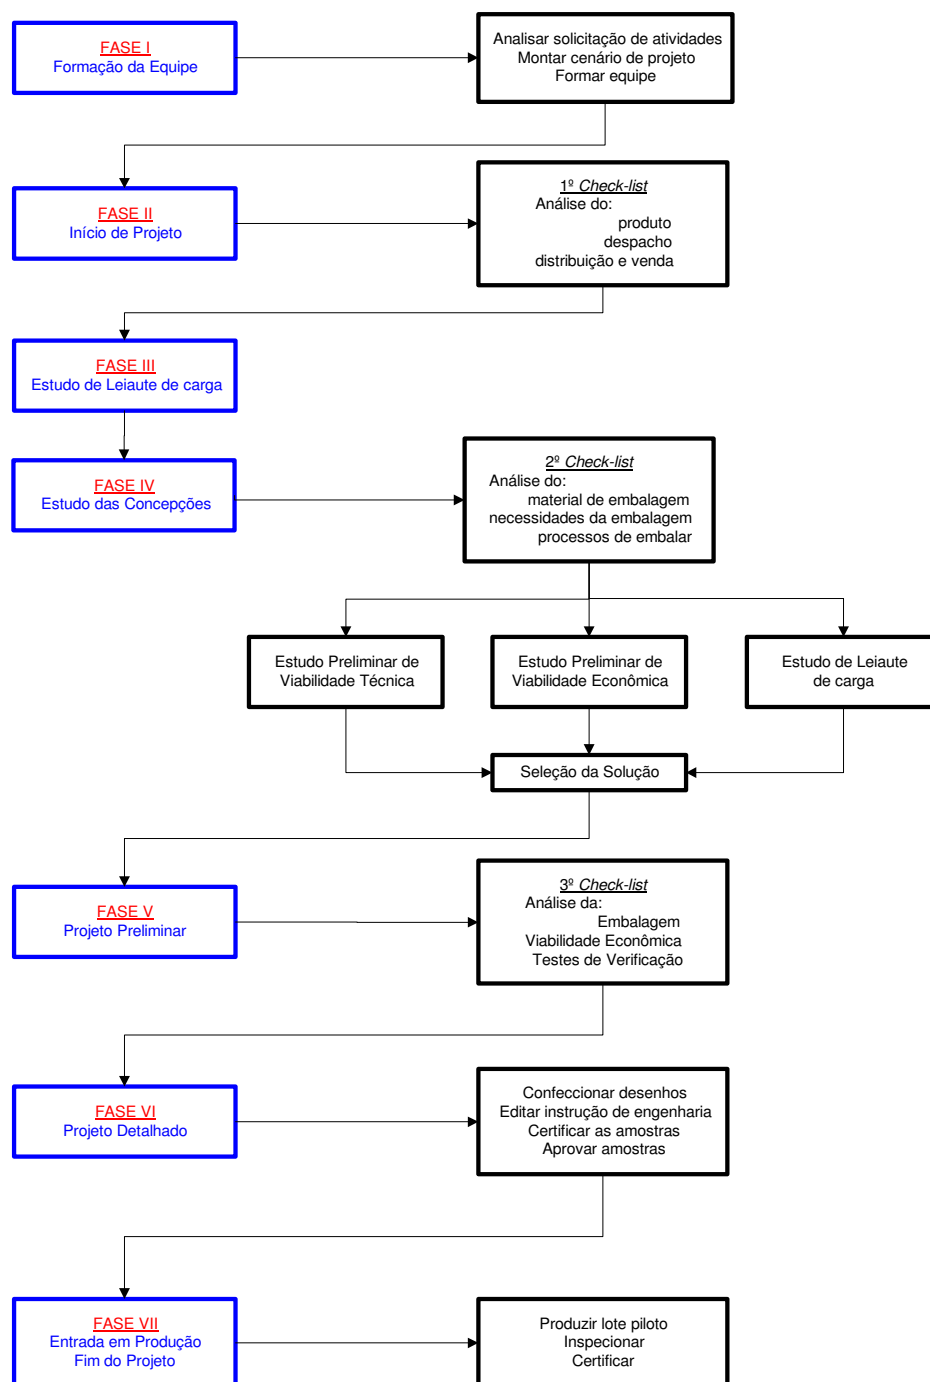 FASE I
Formação da Equipe
Analisar solicitação de atividades
Montar cenário de projeto
Formar equipe
FASE II
Início de Projeto
1º Check-list
Análise do:
produto
despacho
distribuição e venda
FASE III
Estudo de Leiaute de carga
FASE IV
Estudo das Concepções
2º Check-list
Análise do:
material de embalagem
necessidades da embalagem
processos de embalar
Estudo Preliminar de
Viabilidade Técnica
Estudo Preliminar de
Viabilidade Econômica
Estudo de Leiaute
de carga
Seleção da Solução
FASE V
Projeto Preliminar
3º Check-list
Análise da:
Embalagem
Viabilidade Econômica
Testes de Verificação
FASE VI
Projeto Detalhado
Confeccionar desenhos
Editar instrução de engenharia
Certificar as amostras
Aprovar amostras
FASE VII
Entrada em Produção
Fim do Projeto
Produzir lote piloto
Inspecionar
Certificar